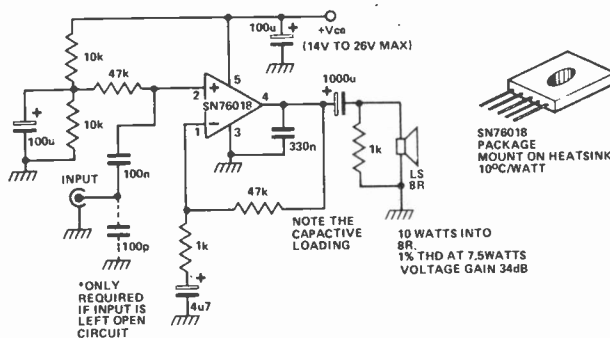 100u
+
+Vcc
(14V TO 26V MAX)
10k
47k
+
100u
10k
2
+
5
SN76018
4
1
−
3
1000u
+
330n
1k
LS
8R
100n
INPUT
100p
47k
1k
+
4u7
NOTE THE
CAPACTIVE
LOADING
*ONLY
REQUIRED
IF INPUT IS
LEFT OPEN
CIRCUIT
10 WATTS INTO
8R.
1% THD AT 7.5WATTS
VOLTAGE GAIN 34dB
SN76018
PACKAGE
MOUNT ON HEATSINK
10°C/WATT